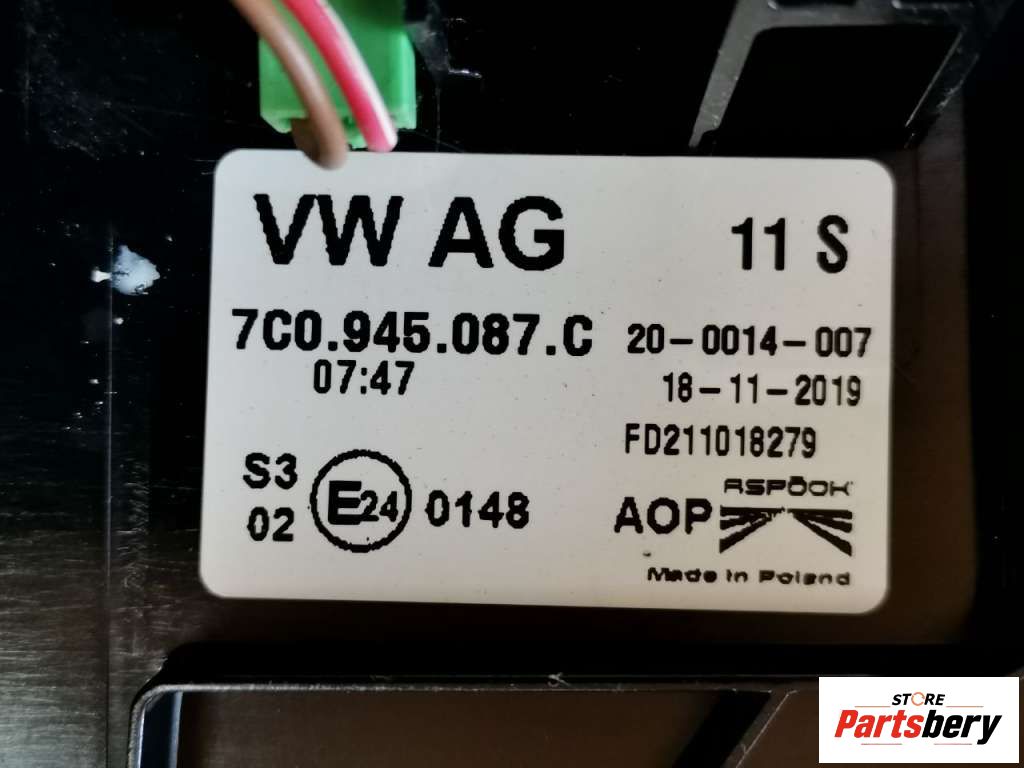 VW AG 11 S
7C0.945.087.C 20-0014-007
07:47 18-11-2019
FD211018279
S3
02 E24 0148
AOP ASPÖCK
Made in Poland
STORE
Partsbery